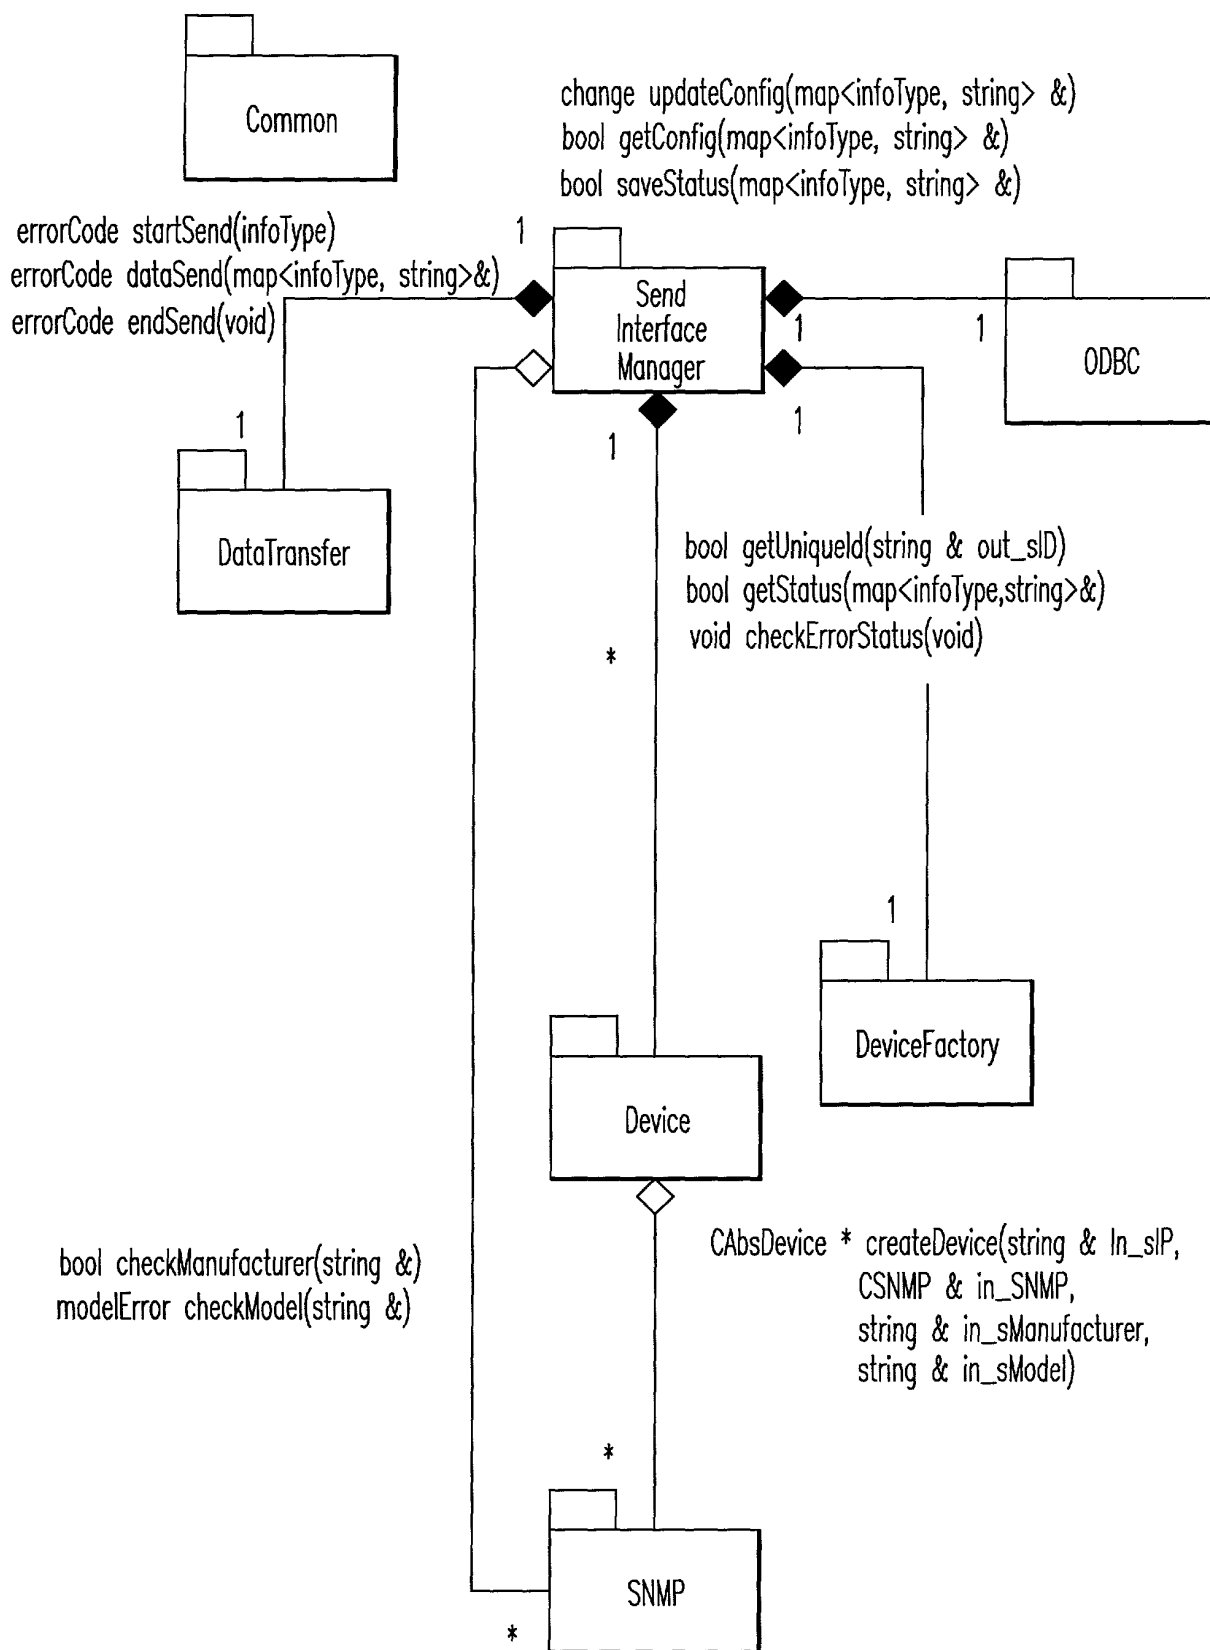 Common
change updateConfig(map<infoType, string> &)
bool getConfig(map<infoType, string> &)
bool saveStatus(map<infoType, string> &)
errorCode startSend(infoType)
errorCode dataSend(map<infoType, string>&)
errorCode endSend(void)
1
Send
Interface
Manager
1
1
ODBC
1
1
1
DataTransfer
bool getUniqueId(string & out_sID)
bool getStatus(map<infoType,string>&)
void checkErrorStatus(void)
*
1
DeviceFactory
Device
bool checkManufacturer(string &)
modelError checkModel(string &)
CAbsDevice * createDevice(string & In_sIP,
CSNMP & in_SNMP,
string & in_sManufacturer,
string & in_sModel)
*
SNMP
*